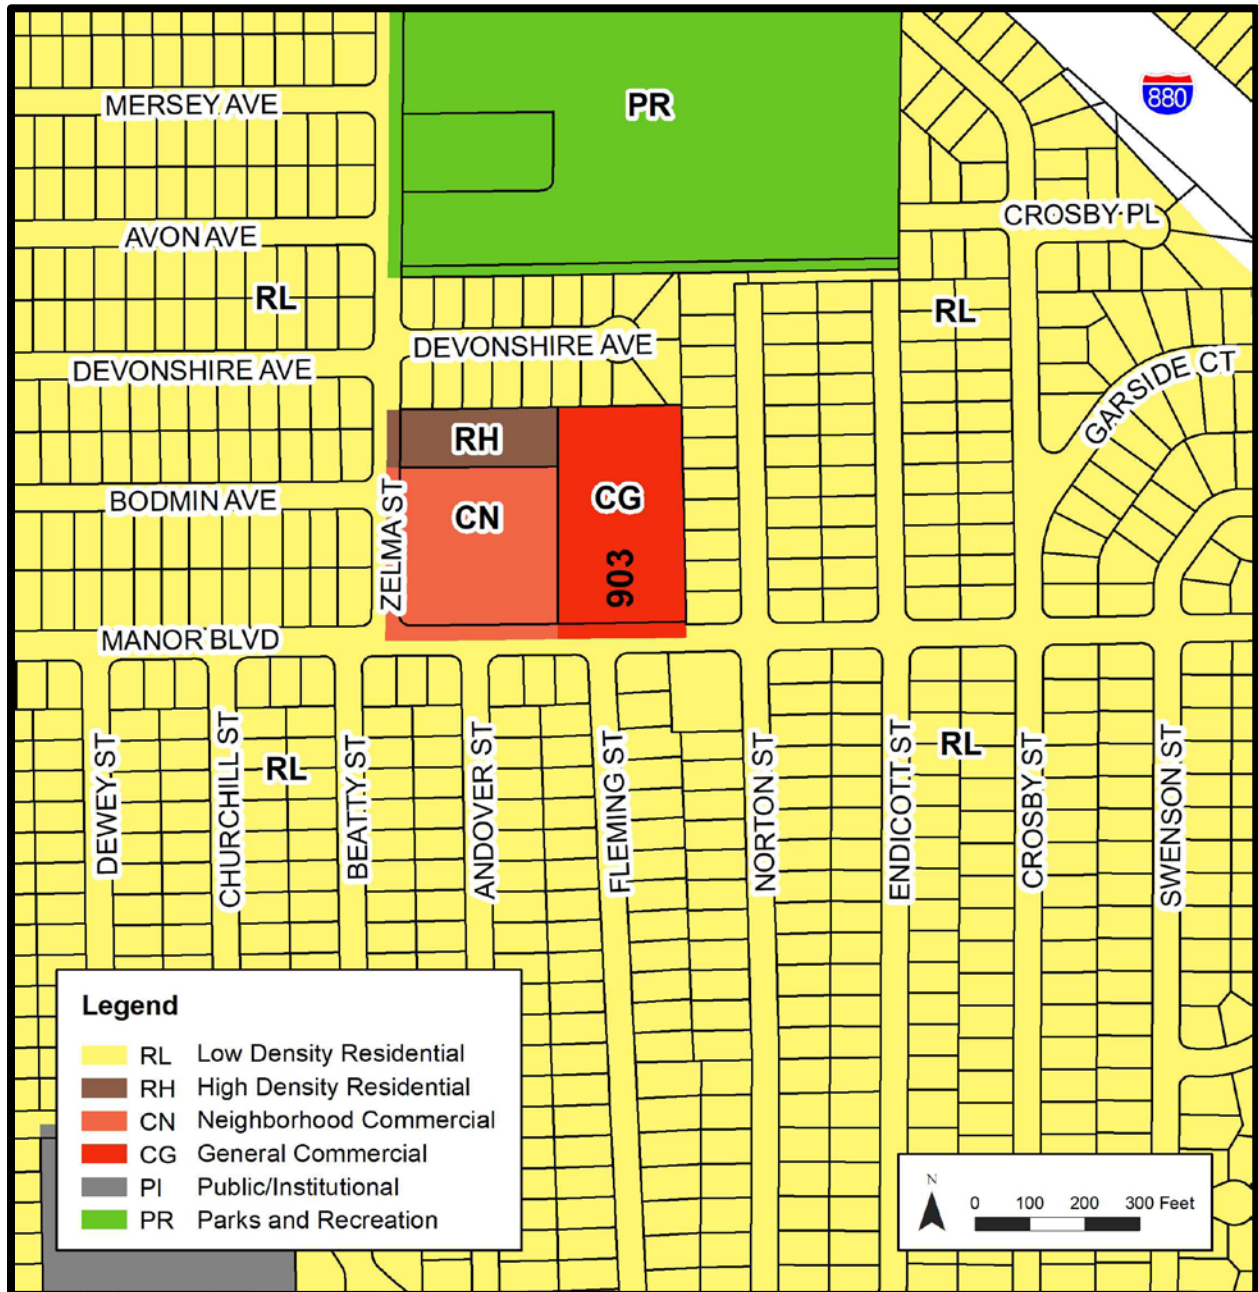 MERSEY AVE
PR
880
AVON AVE
CROSBY PL
RL
RL
DEVONSHIRE AVE
DEVONSHIRE AVE
GARSIDE CT
RH
BODMIN AVE
ZELMA ST
CN
CG
903
MANOR BLVD
DEWEY ST
CHURCHILL ST
RL
BEATTY ST
ANDOVER ST
FLEMING ST
NORTON ST
ENDICOTT ST
RL
CROSBY ST
SWENSON ST
Legend
RL Low Density Residential
RH High Density Residential
CN Neighborhood Commercial
CG General Commercial
PI Public/Institutional
PR Parks and Recreation
N
0 100 200 300 Feet